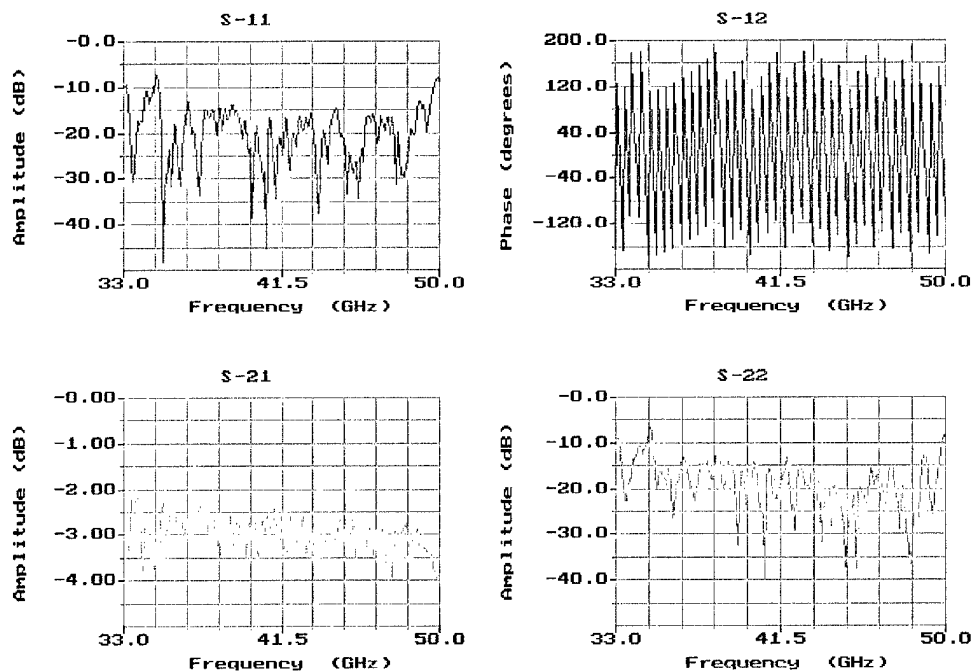 S-11
Amplitude (dB)
-0.0
-10.0
-20.0
-30.0
-40.0
33.0 41.5 50.0
Frequency (GHz)
S-12
Phase (degrees)
200.0
120.0
40.0
-40.0
-120.0
33.0 41.5 50.0
Frequency (GHz)
S-21
Amplitude (dB)
-0.00
-1.00
-2.00
-3.00
-4.00
33.0 41.5 50.0
Frequency (GHz)
S-22
Amplitude (dB)
-0.0
-10.0
-20.0
-30.0
-40.0
33.0 41.5 50.0
Frequency (GHz)